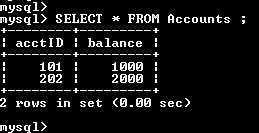 mysql>
mysql> SELECT * FROM Accounts ;
+--------+---------+
| acctID | balance |
+--------+---------+
| 101 | 1000 |
| 202 | 2000 |
+--------+---------+
2 rows in set (0.00 sec)
mysql>